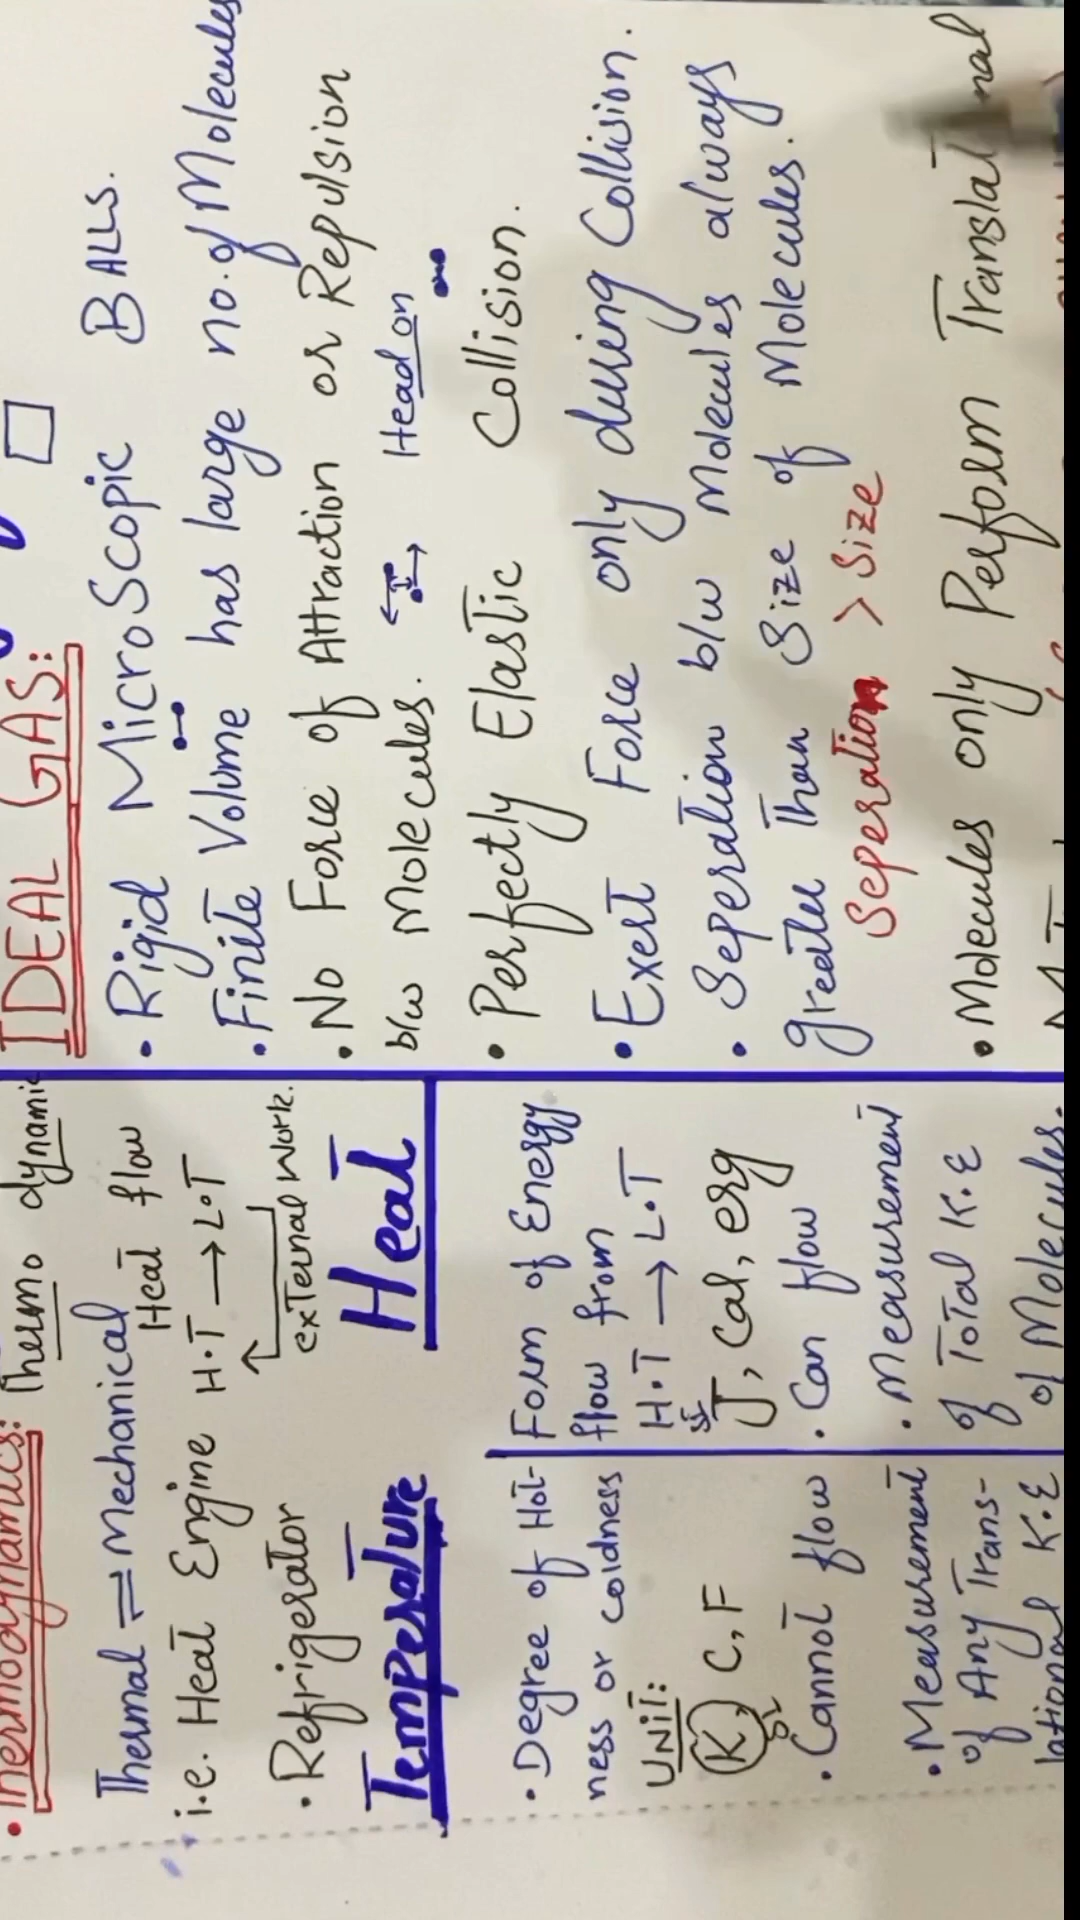 Thermodynamics: Thermo dynamic
Thermal ⇌ Mechanical
i.e. Heat Engine
Heat flow
H.T → L.T
external work.
• Refrigerator
Temperature
Heat
• Degree of Hot-
ness or coldness
UNIT:
K, C, F
SI
• Cannot flow
• Measurement
of Any Trans-
lational K.E
Form of Energy
flow from
H.T → L.T
SI
J, Cal, erg
• Can flow
• Measurement
of Total K.E
of Molecules.
IDEAL GAS:
• Rigid MicroScopic BALLS.
• Finite Volume has large no. of Molecules
• No Force of Attraction or Repulsion
b/w Molecules. Head on
• Perfectly Elastic Collision.
• Exert Force only during Collision.
• Seperation b/w Molecules always
greater Than Size of Molecules.
Seperation > Size
• Molecules only Perform